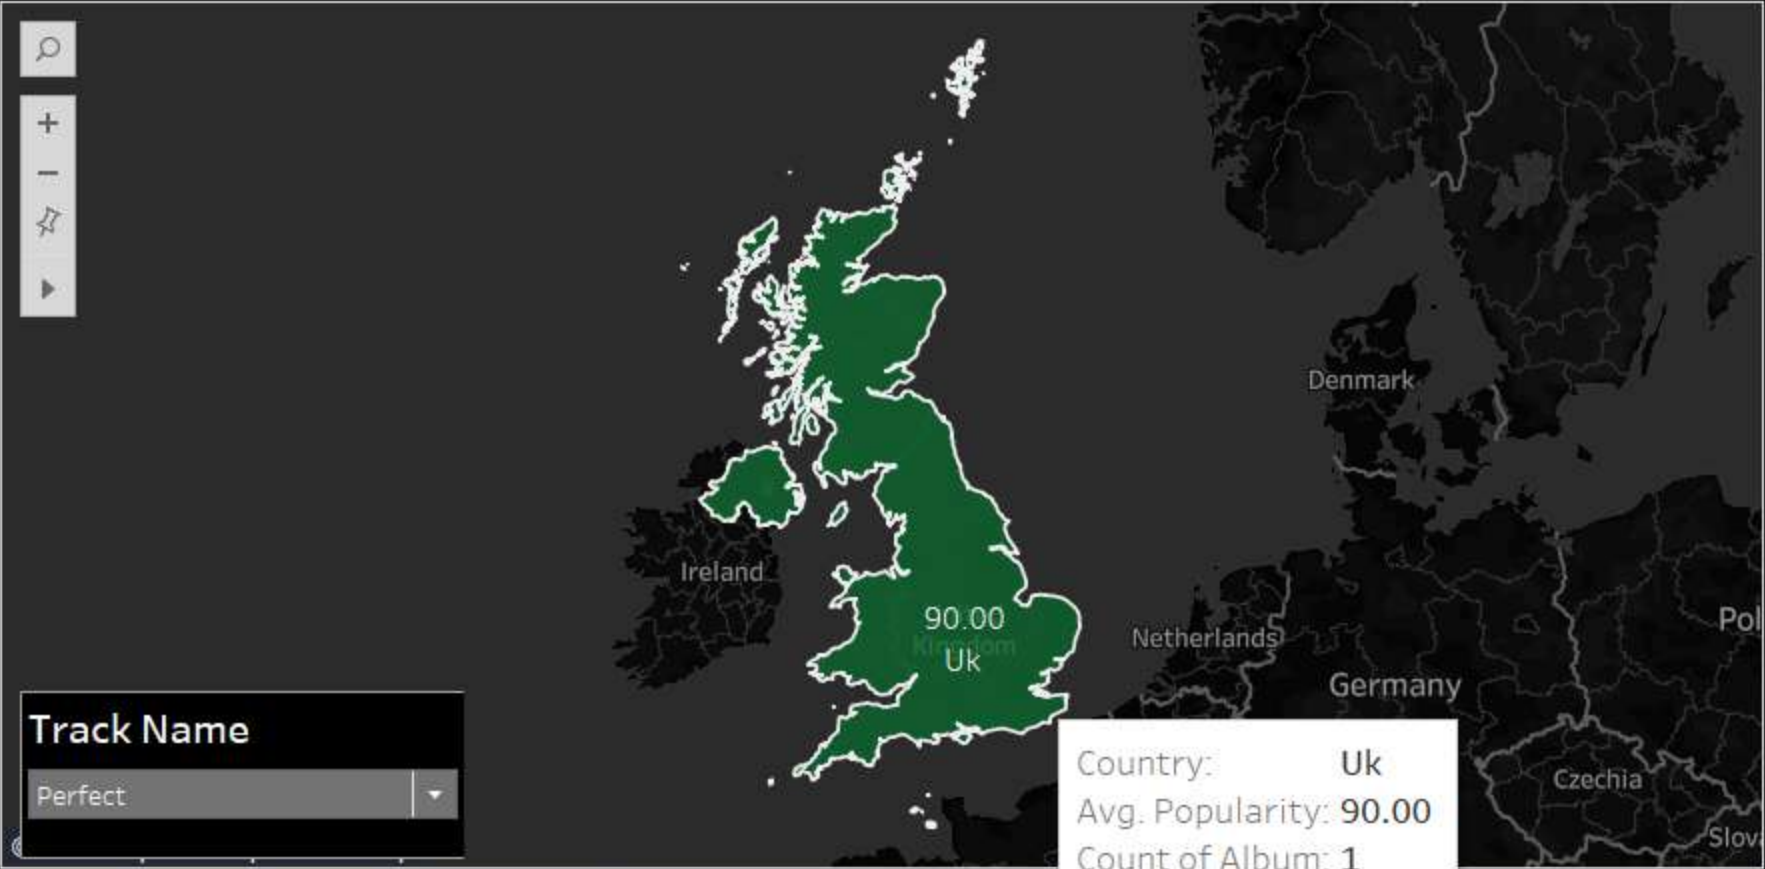 Denmark
Ireland
90.00
Kingdom
Uk
Netherlands
Pol
Germany
Track Name
Perfect
Country: Uk
Avg. Popularity: 90.00
Count of Album: 1
Czechia
Slova